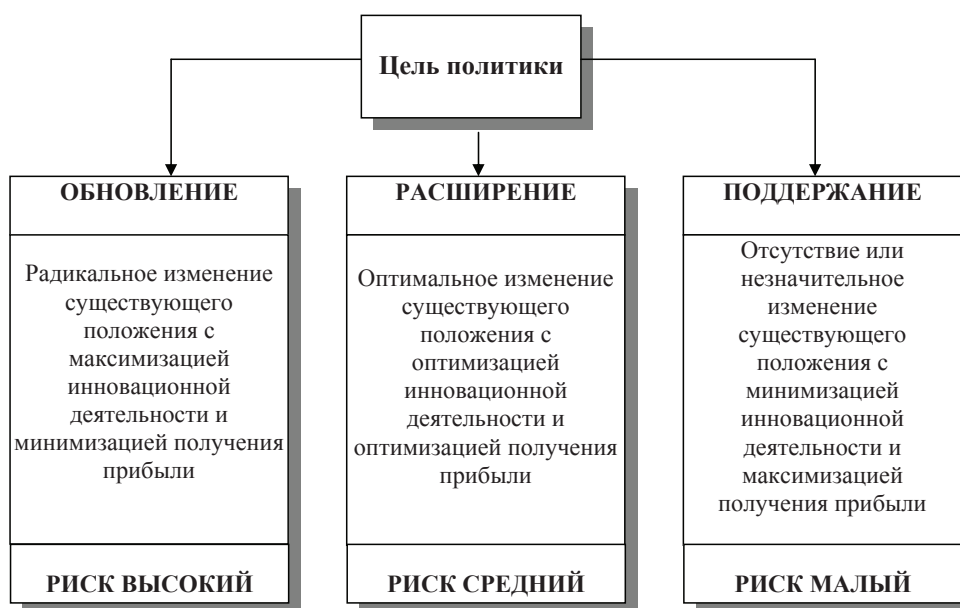 Цель политики
ОБНОВЛЕНИЕ
Радикальное изменение
существующего
положения с
максимизацией
инновационной
деятельности и
минимизацией получения
прибыли
РИСК ВЫСОКИЙ
РАСШИРЕНИЕ
Оптимальное изменение
существующего
положения с
оптимизацией
инновационной
деятельности и
оптимизацией получения
прибыли
РИСК СРЕДНИЙ
ПОДДЕРЖАНИЕ
Отсутствие или
незначительное
изменение
существующего
положения с
минимизацией
инновационной
деятельности и
максимизацией
получения прибыли
РИСК МАЛЫЙ